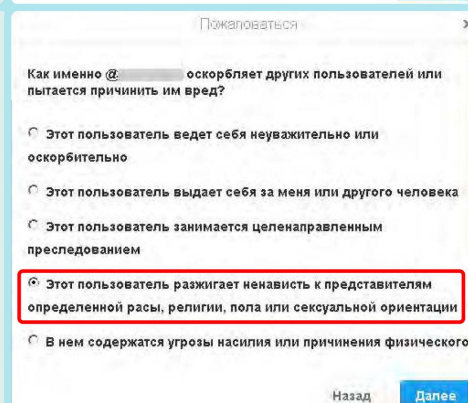 Пожаловаться
Как именно @ оскорбляет других пользователей или
пытается причинить им вред?
Этот пользователь ведет себя неуважительно или
оскорбительно
Этот пользователь выдает себя за меня или другого человека
Этот пользователь занимается целенаправленным
преследованием
Этот пользователь разжигает ненависть к представителям
определенной расы, религии, пола или сексуальной ориентации
В нем содержатся угрозы насилия или причинения физического
Назад Далее